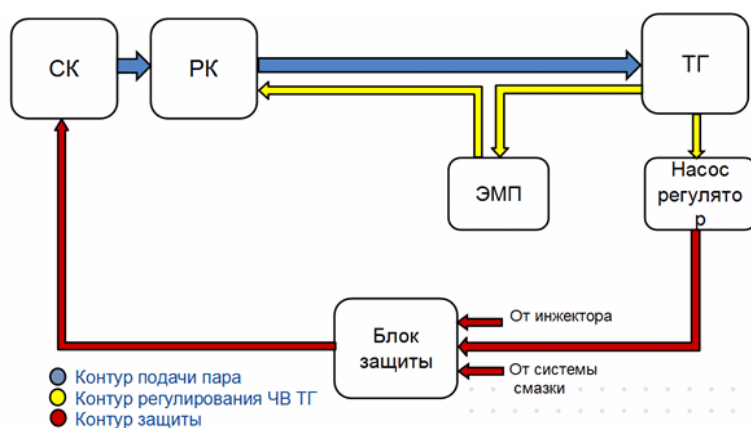 СК
РК
ТГ
ЭМП
Насос
регулято
р
Блок
защиты
От инжектора
От системы
смазки
Контур подачи пара
Контур регулирования ЧВ ТГ
Контур защиты